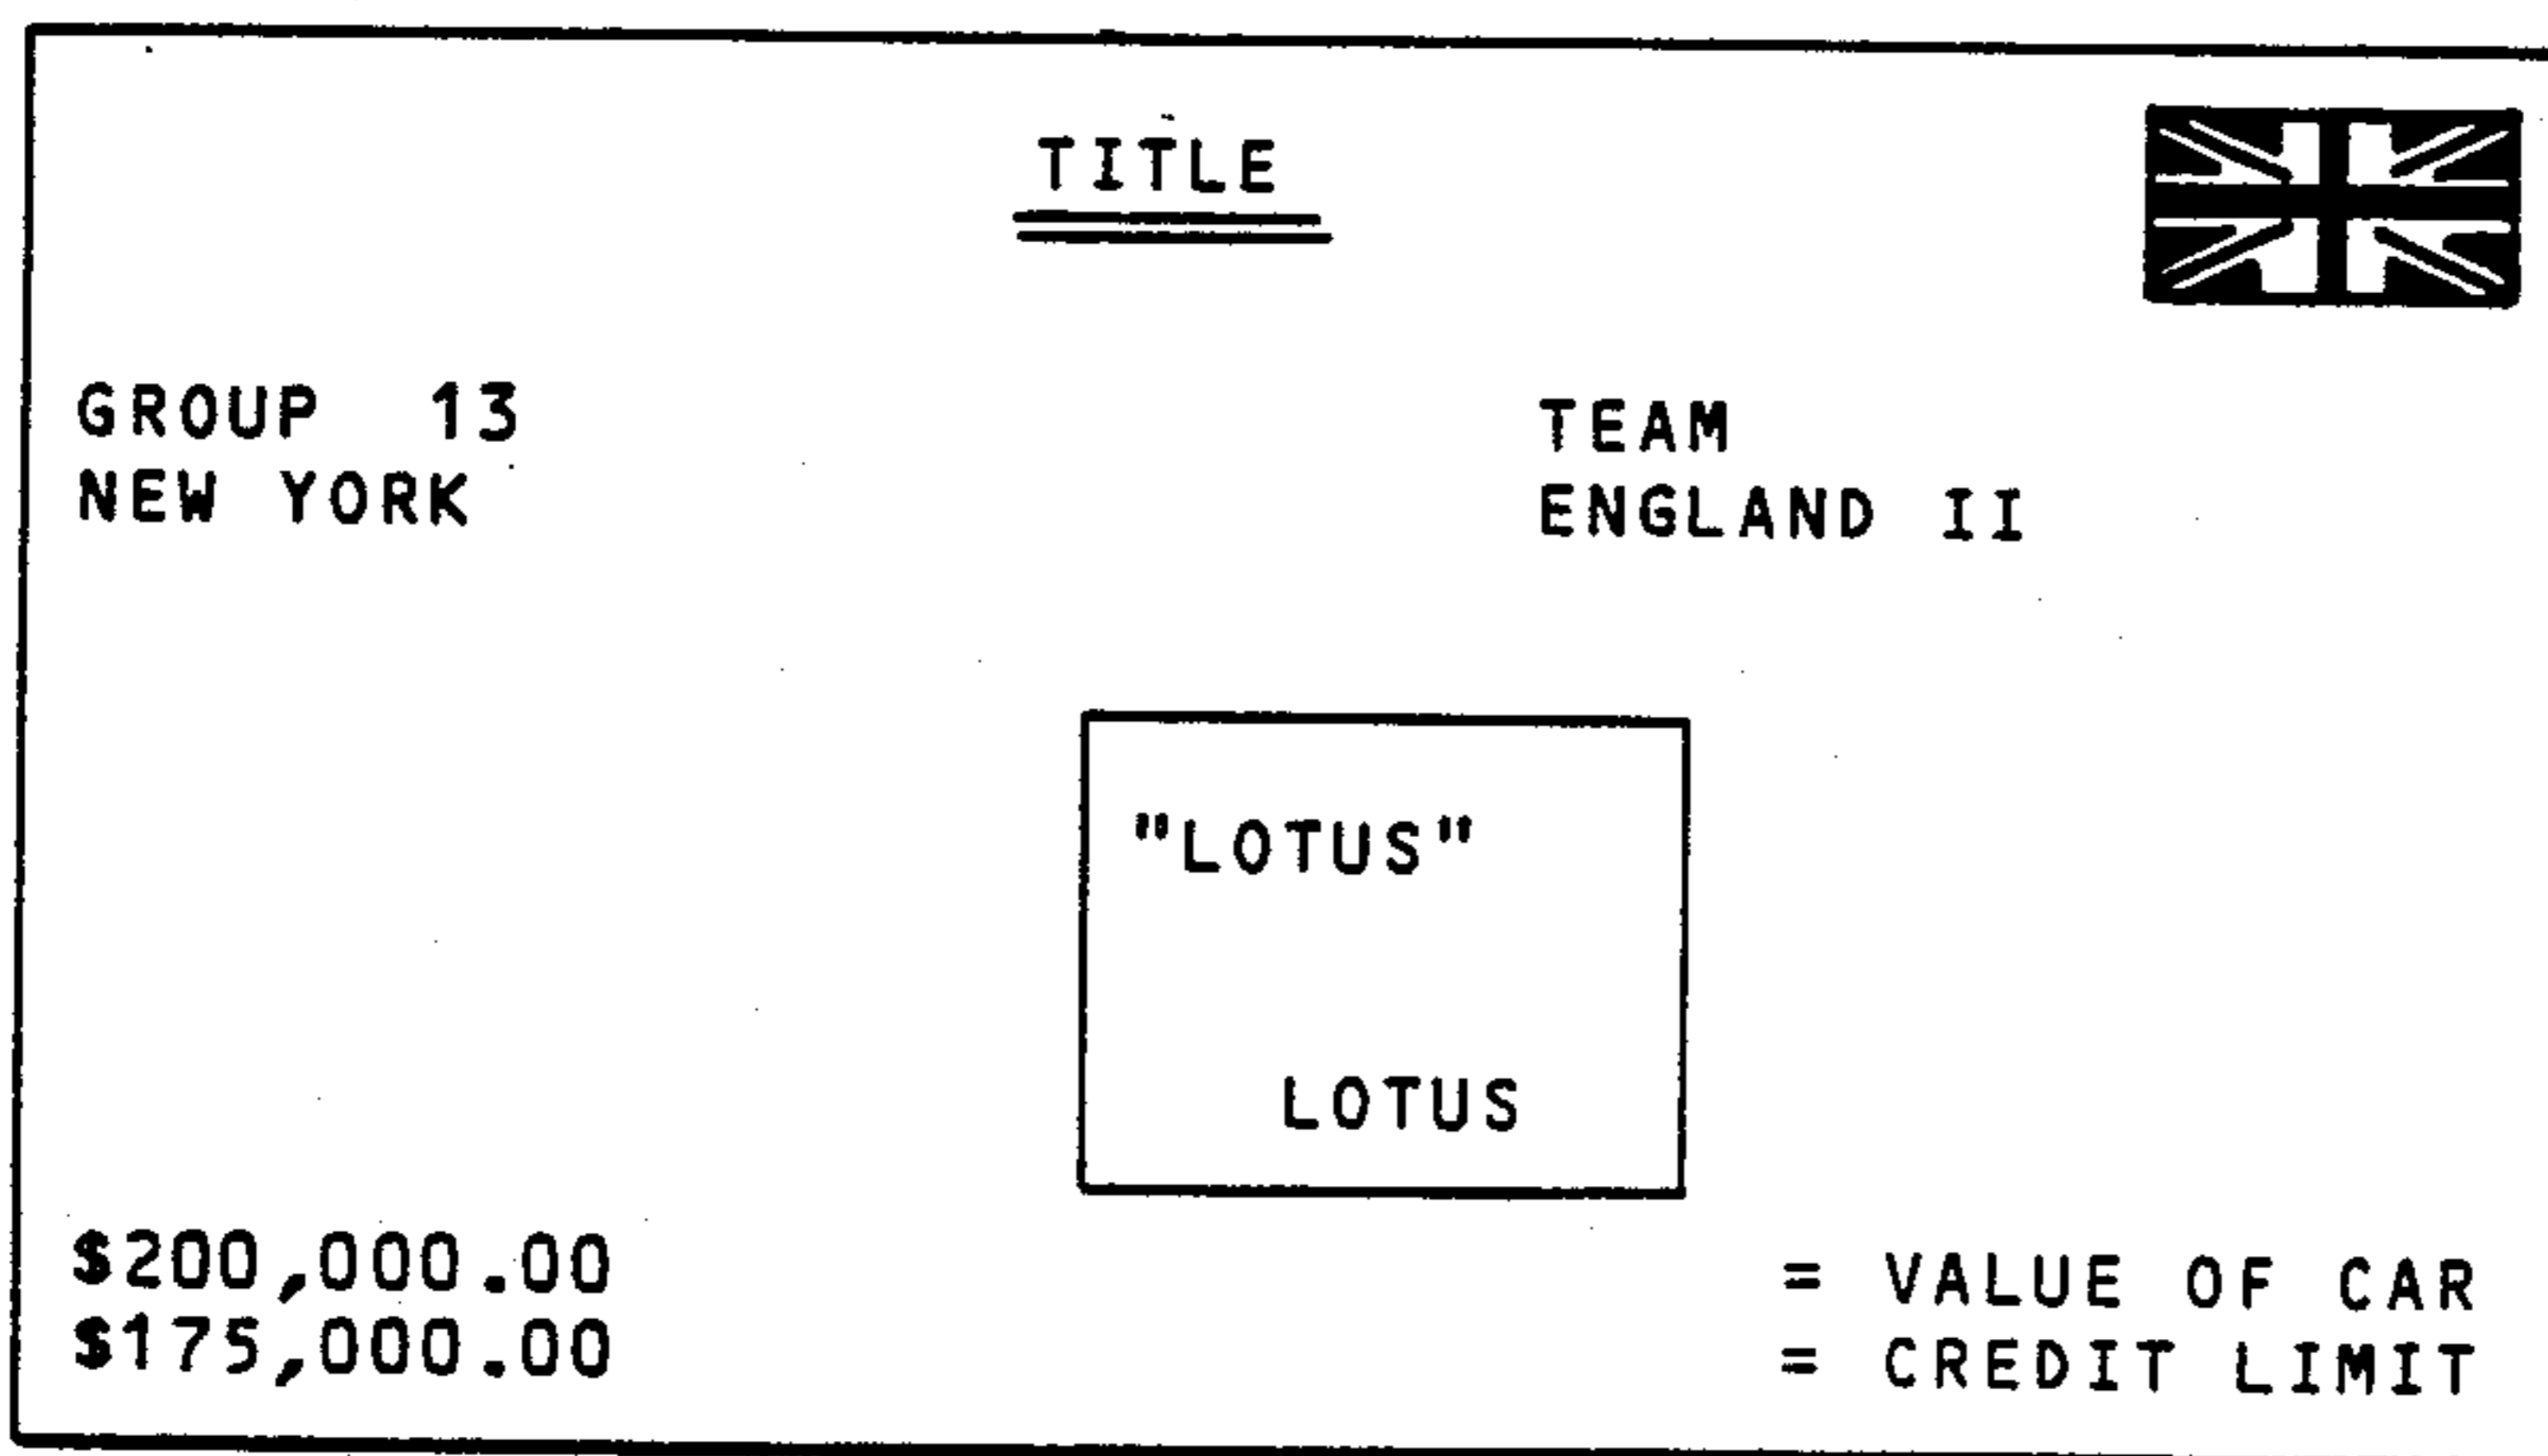 TITLE
GROUP 13
NEW YORK
TEAM
ENGLAND II
"LOTUS"
LOTUS
$200,000.00 = VALUE OF CAR
$175,000.00 = CREDIT LIMIT